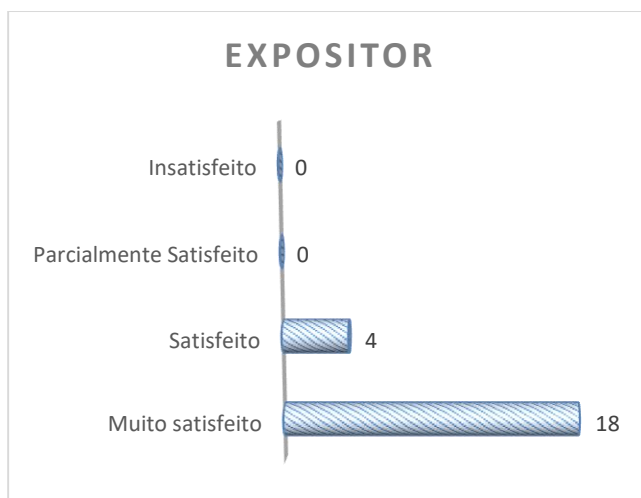 EXPOSITOR
Insatisfeito 0
Parcialmente Satisfeito 0
Satisfeito 4
Muito satisfeito 18